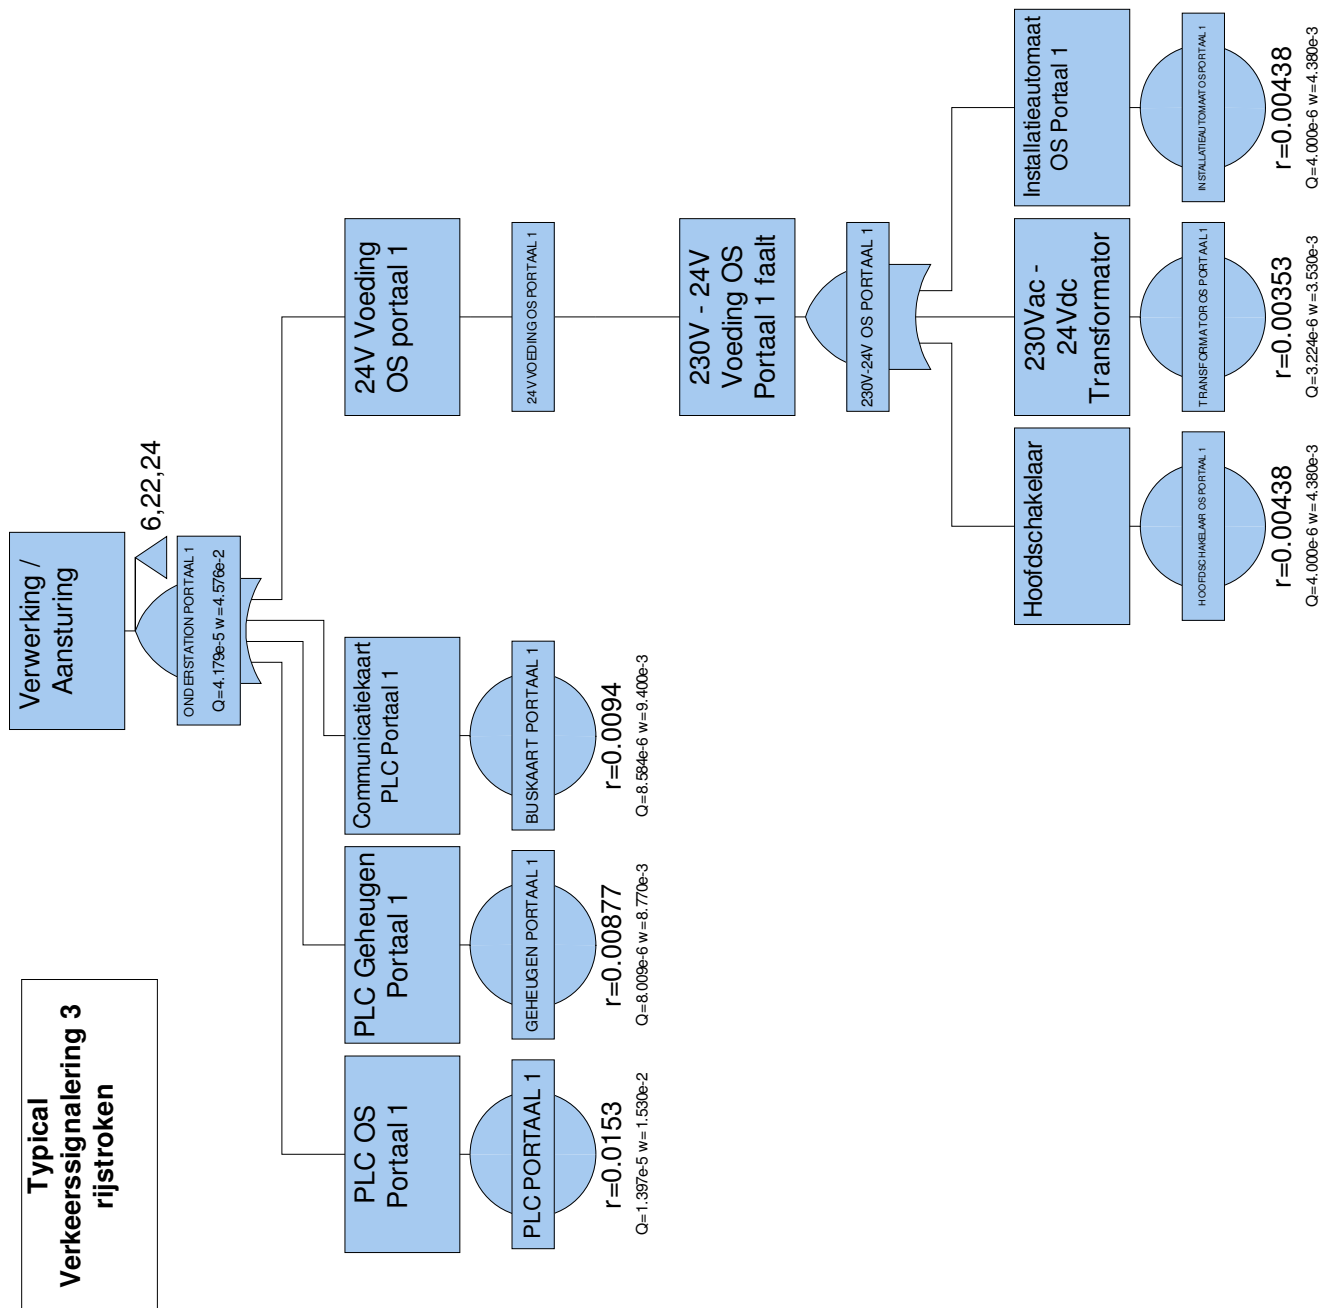 Typical
Verkeerssignalering 3
rijstroken
Verwerking /
Aansturing
6,22,24
ONDERSTATION PORTAAL 1
Q=4.179e-5 w=4.576e-2
PLC OS
Portaal 1
PLC PORTAAL 1
r=0.0153
Q=1.397e-5 w=1.530e-2
PLC Geheugen
Portaal 1
GEHEUGEN PORTAAL 1
r=0.00877
Q=8.009e-6 w=8.770e-3
Communicatiekaart
PLC Portaal 1
BUSKAART PORTAAL 1
r=0.0094
Q=8.584e-6 w=9.400e-3
24V Voeding
OS portaal 1
24V VOEDING OS PORTAAL 1
230V - 24V
Voeding OS
Portaal 1 faalt
230V-24V OS PORTAAL 1
Hoofdschakelaar
HOOFDSCHAKELAAR OS PORTAAL 1
r=0.00438
Q=4.000e-6 w=4.380e-3
230Vac -
24Vdc
Transformator
TRANSFORMATOR OS PORTAAL 1
r=0.00353
Q=3.224e-6 w=3.530e-3
Installatieautomaat
OS Portaal 1
INSTALLATIEAUTOMAAT OS PORTAAL 1
r=0.00438
Q=4.000e-6 w=4.380e-3